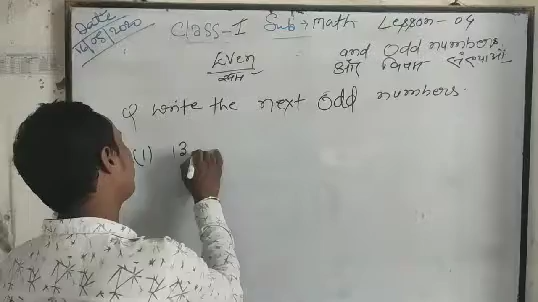 Date
14/08/2020
Class-I Sub→Math Lesson-04
Even and Odd numbers
सम और विषम संख्याओं
Q write the next Odd numbers.
(1) 13